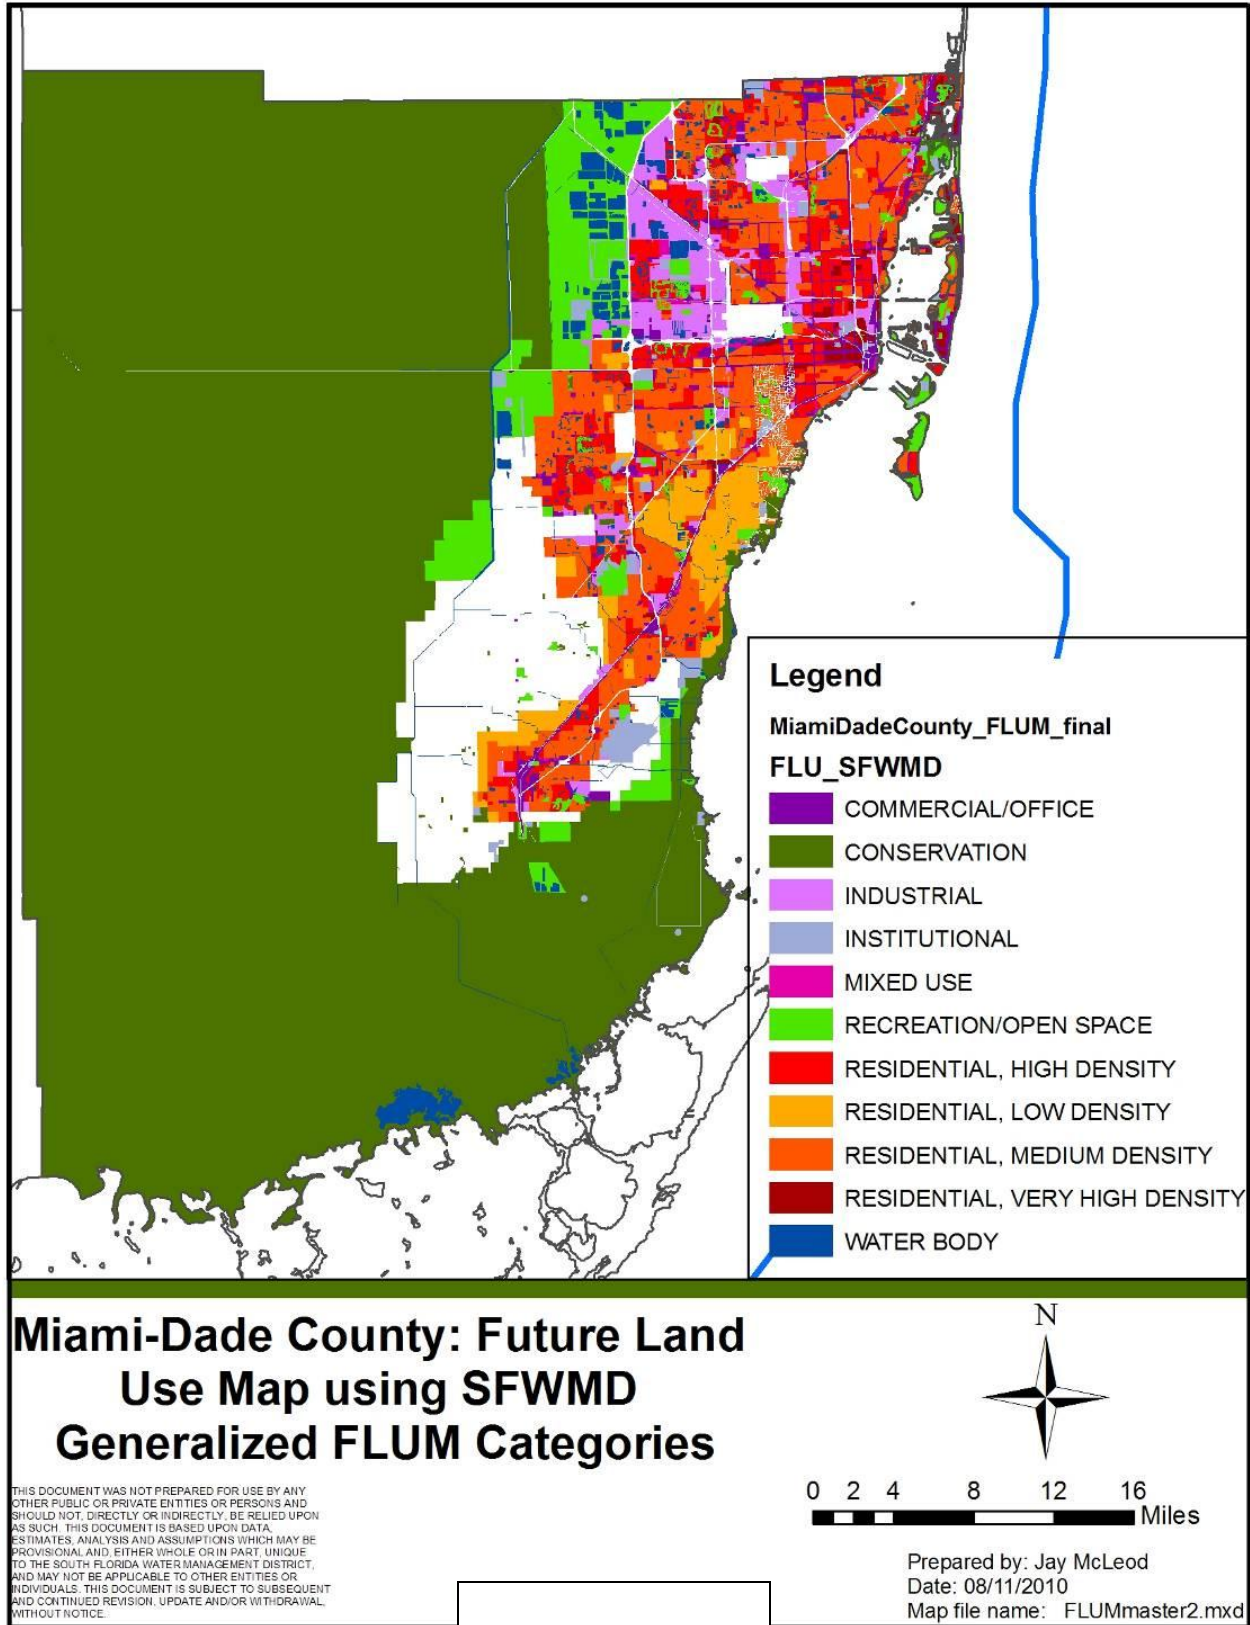 Legend
MiamiDadeCounty_FLUM_final
FLU_SFWMD
COMMERCIAL/OFFICE
CONSERVATION
INDUSTRIAL
INSTITUTIONAL
MIXED USE
RECREATION/OPEN SPACE
RESIDENTIAL, HIGH DENSITY
RESIDENTIAL, LOW DENSITY
RESIDENTIAL, MEDIUM DENSITY
RESIDENTIAL, VERY HIGH DENSITY
WATER BODY
Miami-Dade County: Future Land
Use Map using SFWMD
Generalized FLUM Categories
THIS DOCUMENT WAS NOT PREPARED FOR USE BY ANY
OTHER PUBLIC OR PRIVATE ENTITIES OR PERSONS AND
SHOULD NOT, DIRECTLY OR INDIRECTLY, BE RELIED UPON
AS SUCH. THIS DOCUMENT IS BASED UPON DATA,
ESTIMATES, ANALYSIS AND ASSUMPTIONS WHICH MAY BE
PROVISIONAL AND, EITHER WHOLE OR IN PART, UNIQUE
TO THE SOUTH FLORIDA WATER MANAGEMENT DISTRICT,
AND MAY NOT BE APPLICABLE TO OTHER ENTITIES OR
INDIVIDUALS. THIS DOCUMENT IS SUBJECT TO SUBSEQUENT
AND CONTINUED REVISION, UPDATE AND/OR WITHDRAWAL,
WITHOUT NOTICE.
N
0 2 4 8 12 16
Miles
Prepared by: Jay McLeod
Date: 08/11/2010
Map file name: FLUMmaster2.mxd